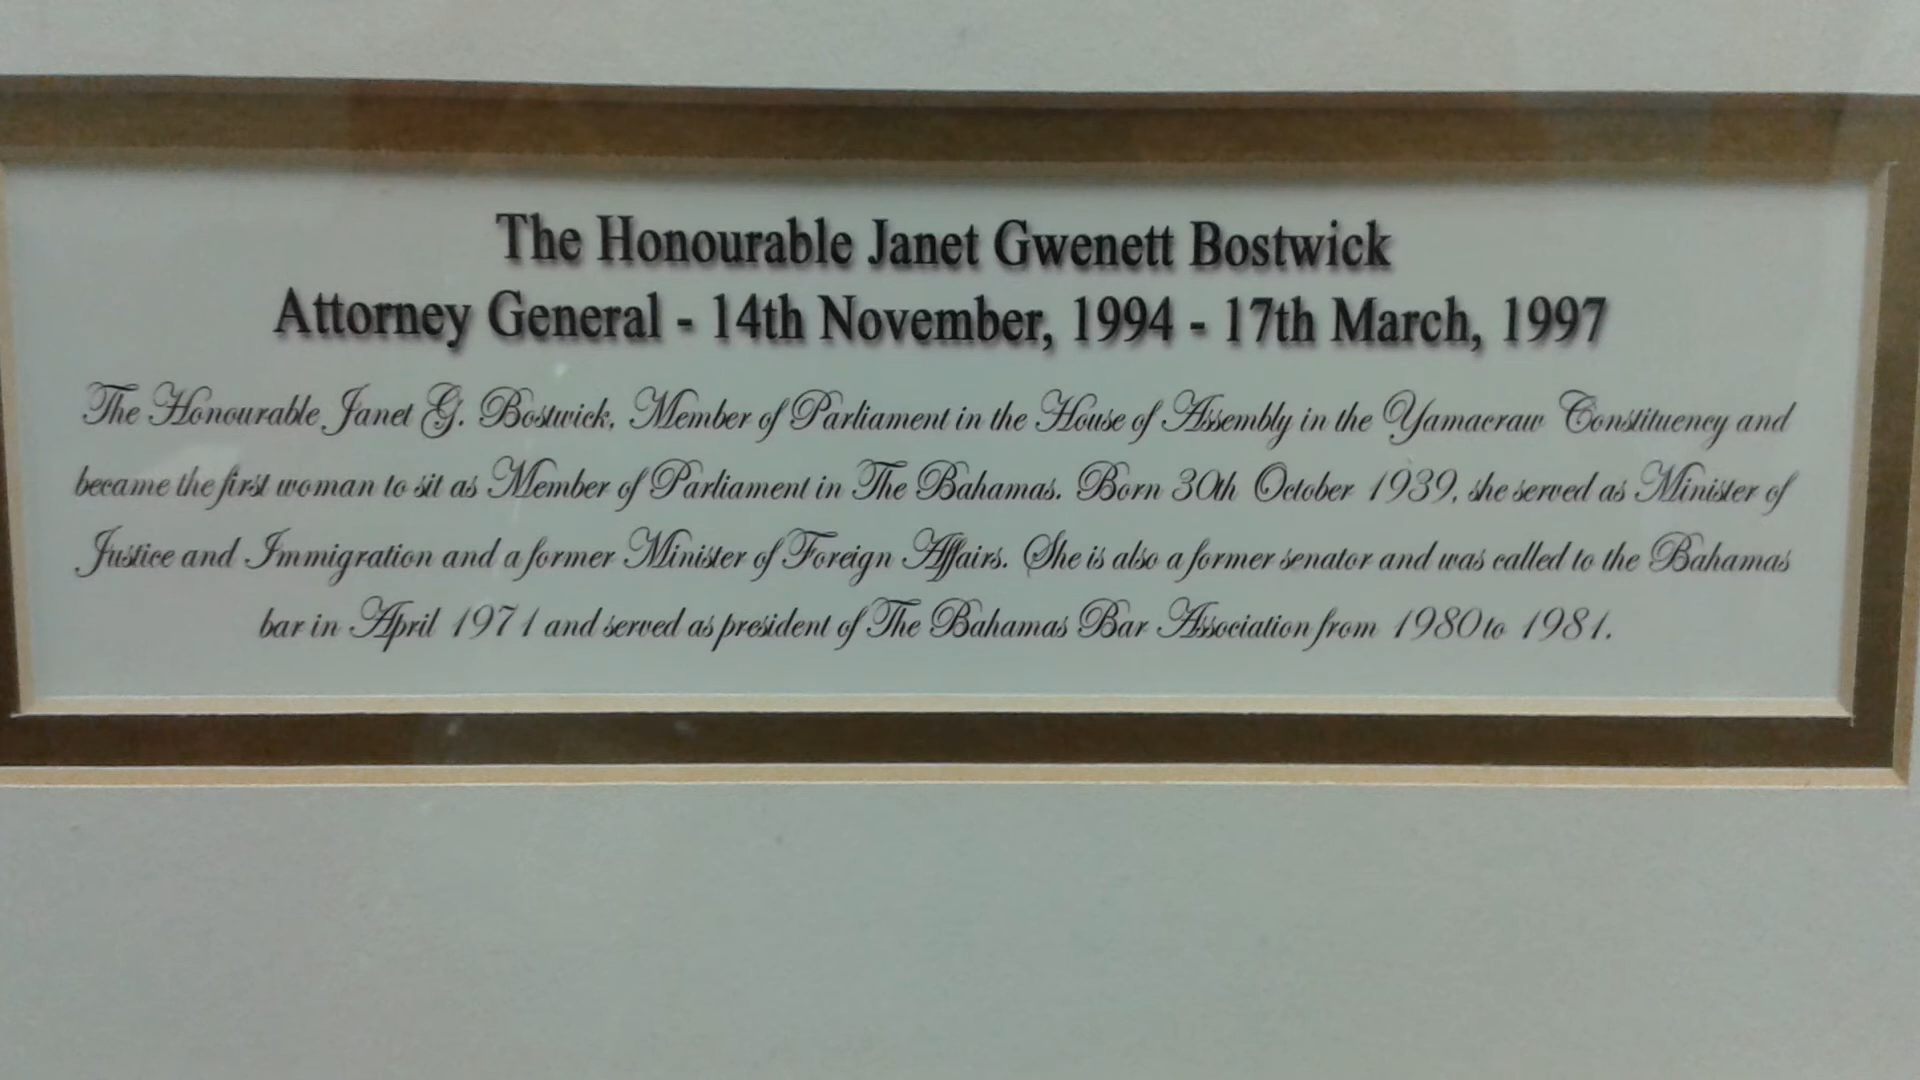 The Honourable Janet Gwenett Bostwick
Attorney General - 14th November, 1994 - 17th March, 1997
The Honourable Janet G. Bostwick, Member of Parliament in the House of Assembly in the Yamacraw Constituency and
became the first woman to sit as Member of Parliament in The Bahamas. Born 30th October 1939, she served as Minister of
Justice and Immigration and a former Minister of Foreign Affairs. She is also a former senator and was called to the Bahamas
bar in April 1971 and served as president of The Bahamas Bar Association from 1980 to 1981.